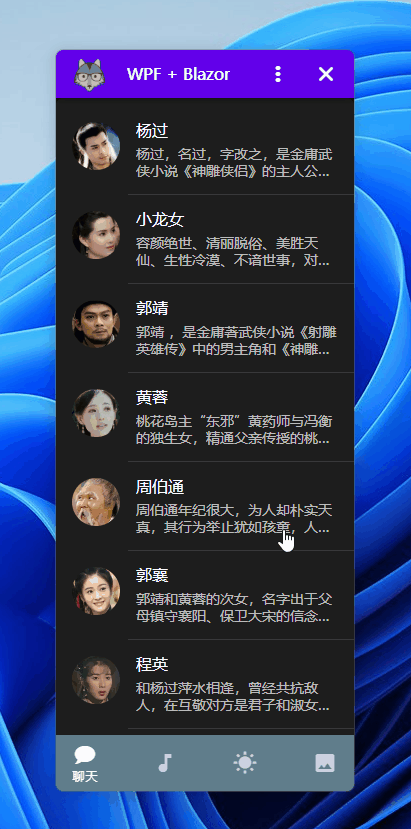 WPF + Blazor
杨过
杨过，名过，字改之，是金庸武
侠小说《神雕侠侣》的主人公...
小龙女
容颜绝世、清丽脱俗、美胜天
仙、生性冷漠、不谙世事，对...
郭靖
郭靖 ，是金庸著武侠小说《射雕
英雄传》中的男主角和《神雕...
黄蓉
桃花岛主“东邪”黄药师与冯衡
的独生女，精通父亲传授的桃...
周伯通
周伯通年纪很大，为人却朴实天
真，其行为举止犹如孩童，人...
郭襄
郭靖和黄蓉的次女，名字出于父
母镇守襄阳、保卫大宋的信念...
程英
和杨过萍水相逢，曾经共抗敌
人，在互敬对方是君子和淑女...
聊天